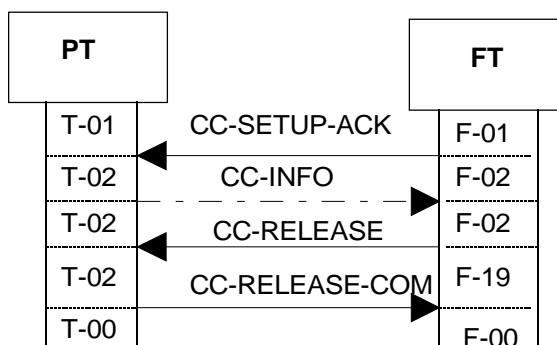 PT
FT
T-01
CC-SETUP-ACK
F-01
T-02
CC-INFO
F-02
T-02
CC-RELEASE
F-02
T-02
CC-RELEASE-COM
F-19
T-00
F-00